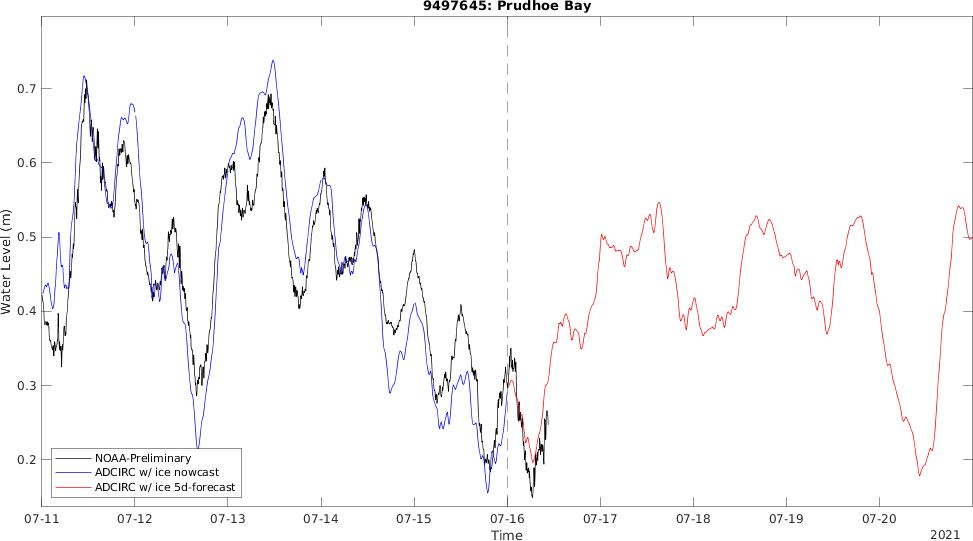 9497645: Prudhoe Bay
Water Level (m)
0.7
0.6
0.5
0.4
0.3
0.2
NOAA-Preliminary
ADCIRC w/ ice nowcast
ADCIRC w/ ice 5d-forecast
07-11 07-12 07-13 07-14 07-15 07-16 07-17 07-18 07-19 07-20
Time
2021